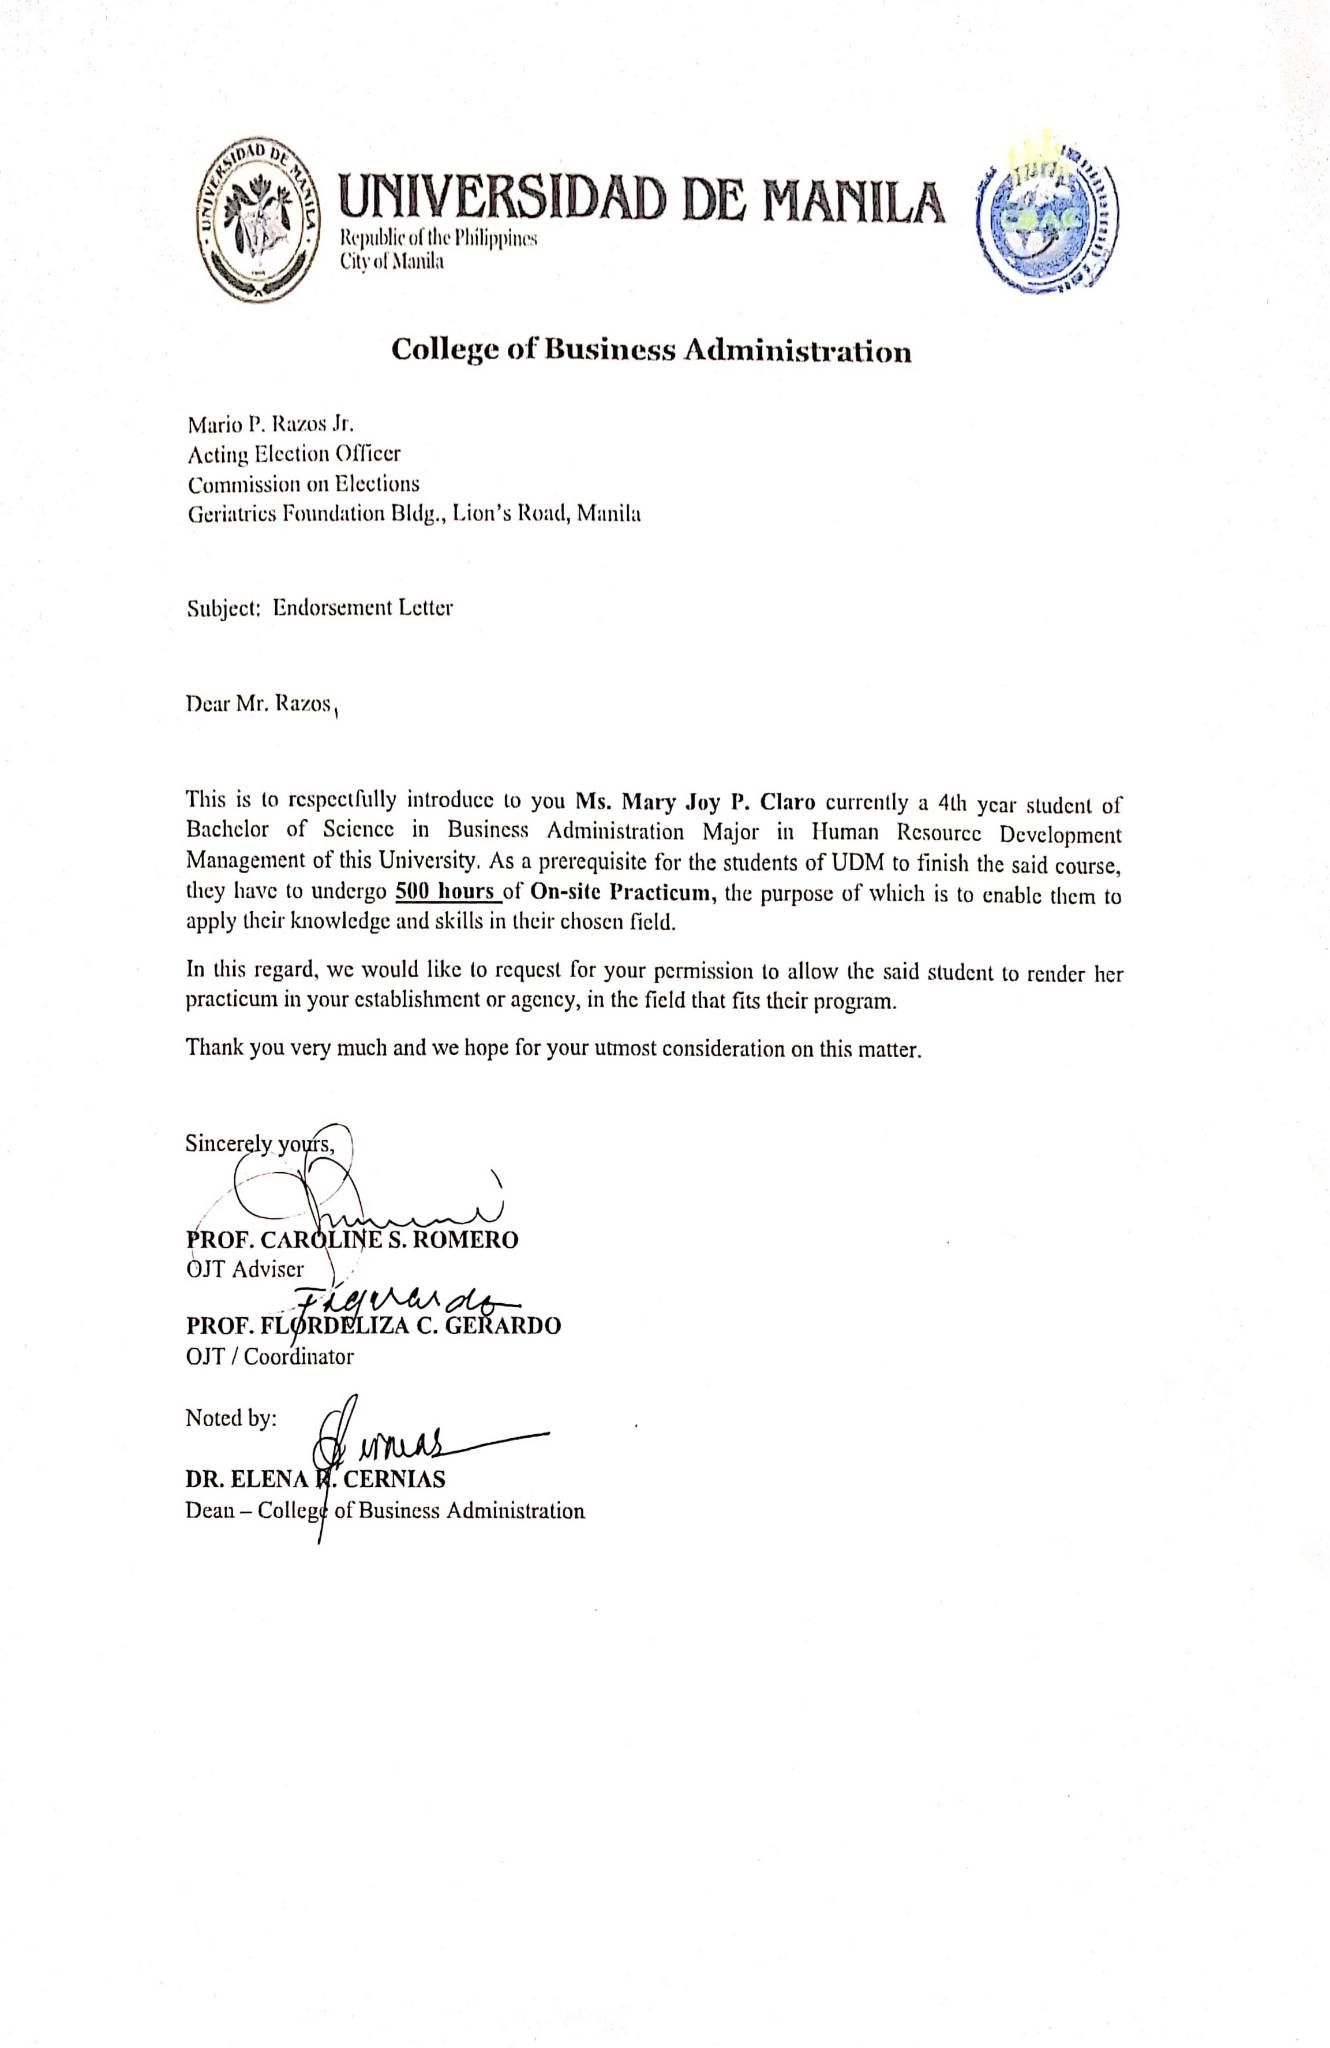 UNIVERSIDAD DE MANILA
UNIVERSIDAD DE MANILA
Republic of the Philippines
City of Manila
College of Business Administration
Mario P. Razos Jr.
Acting Election Officer
Commission on Elections
Geriatrics Foundation Bldg., Lion's Road, Manila
Subject: Endorsement Letter
Dear Mr. Razos,
This is to respectfully introduce to you Ms. Mary Joy P. Claro currently a 4th year student of
Bachelor of Science in Business Administration Major in Human Resource Development
Management of this University. As a prerequisite for the students of UDM to finish the said course,
they have to undergo 500 hours of On-site Practicum, the purpose of which is to enable them to
apply their knowledge and skills in their chosen field.
In this regard, we would like to request for your permission to allow the said student to render her
practicum in your establishment or agency, in the field that fits their program.
Thank you very much and we hope for your utmost consideration on this matter.
Sincerely yours,
PROF. CAROLINE S. ROMERO
OJT Adviser
PROF. FLORDELIZA C. GERARDO
OJT / Coordinator
Noted by:
DR. ELENA R. CERNIAS
Dean – College of Business Administration